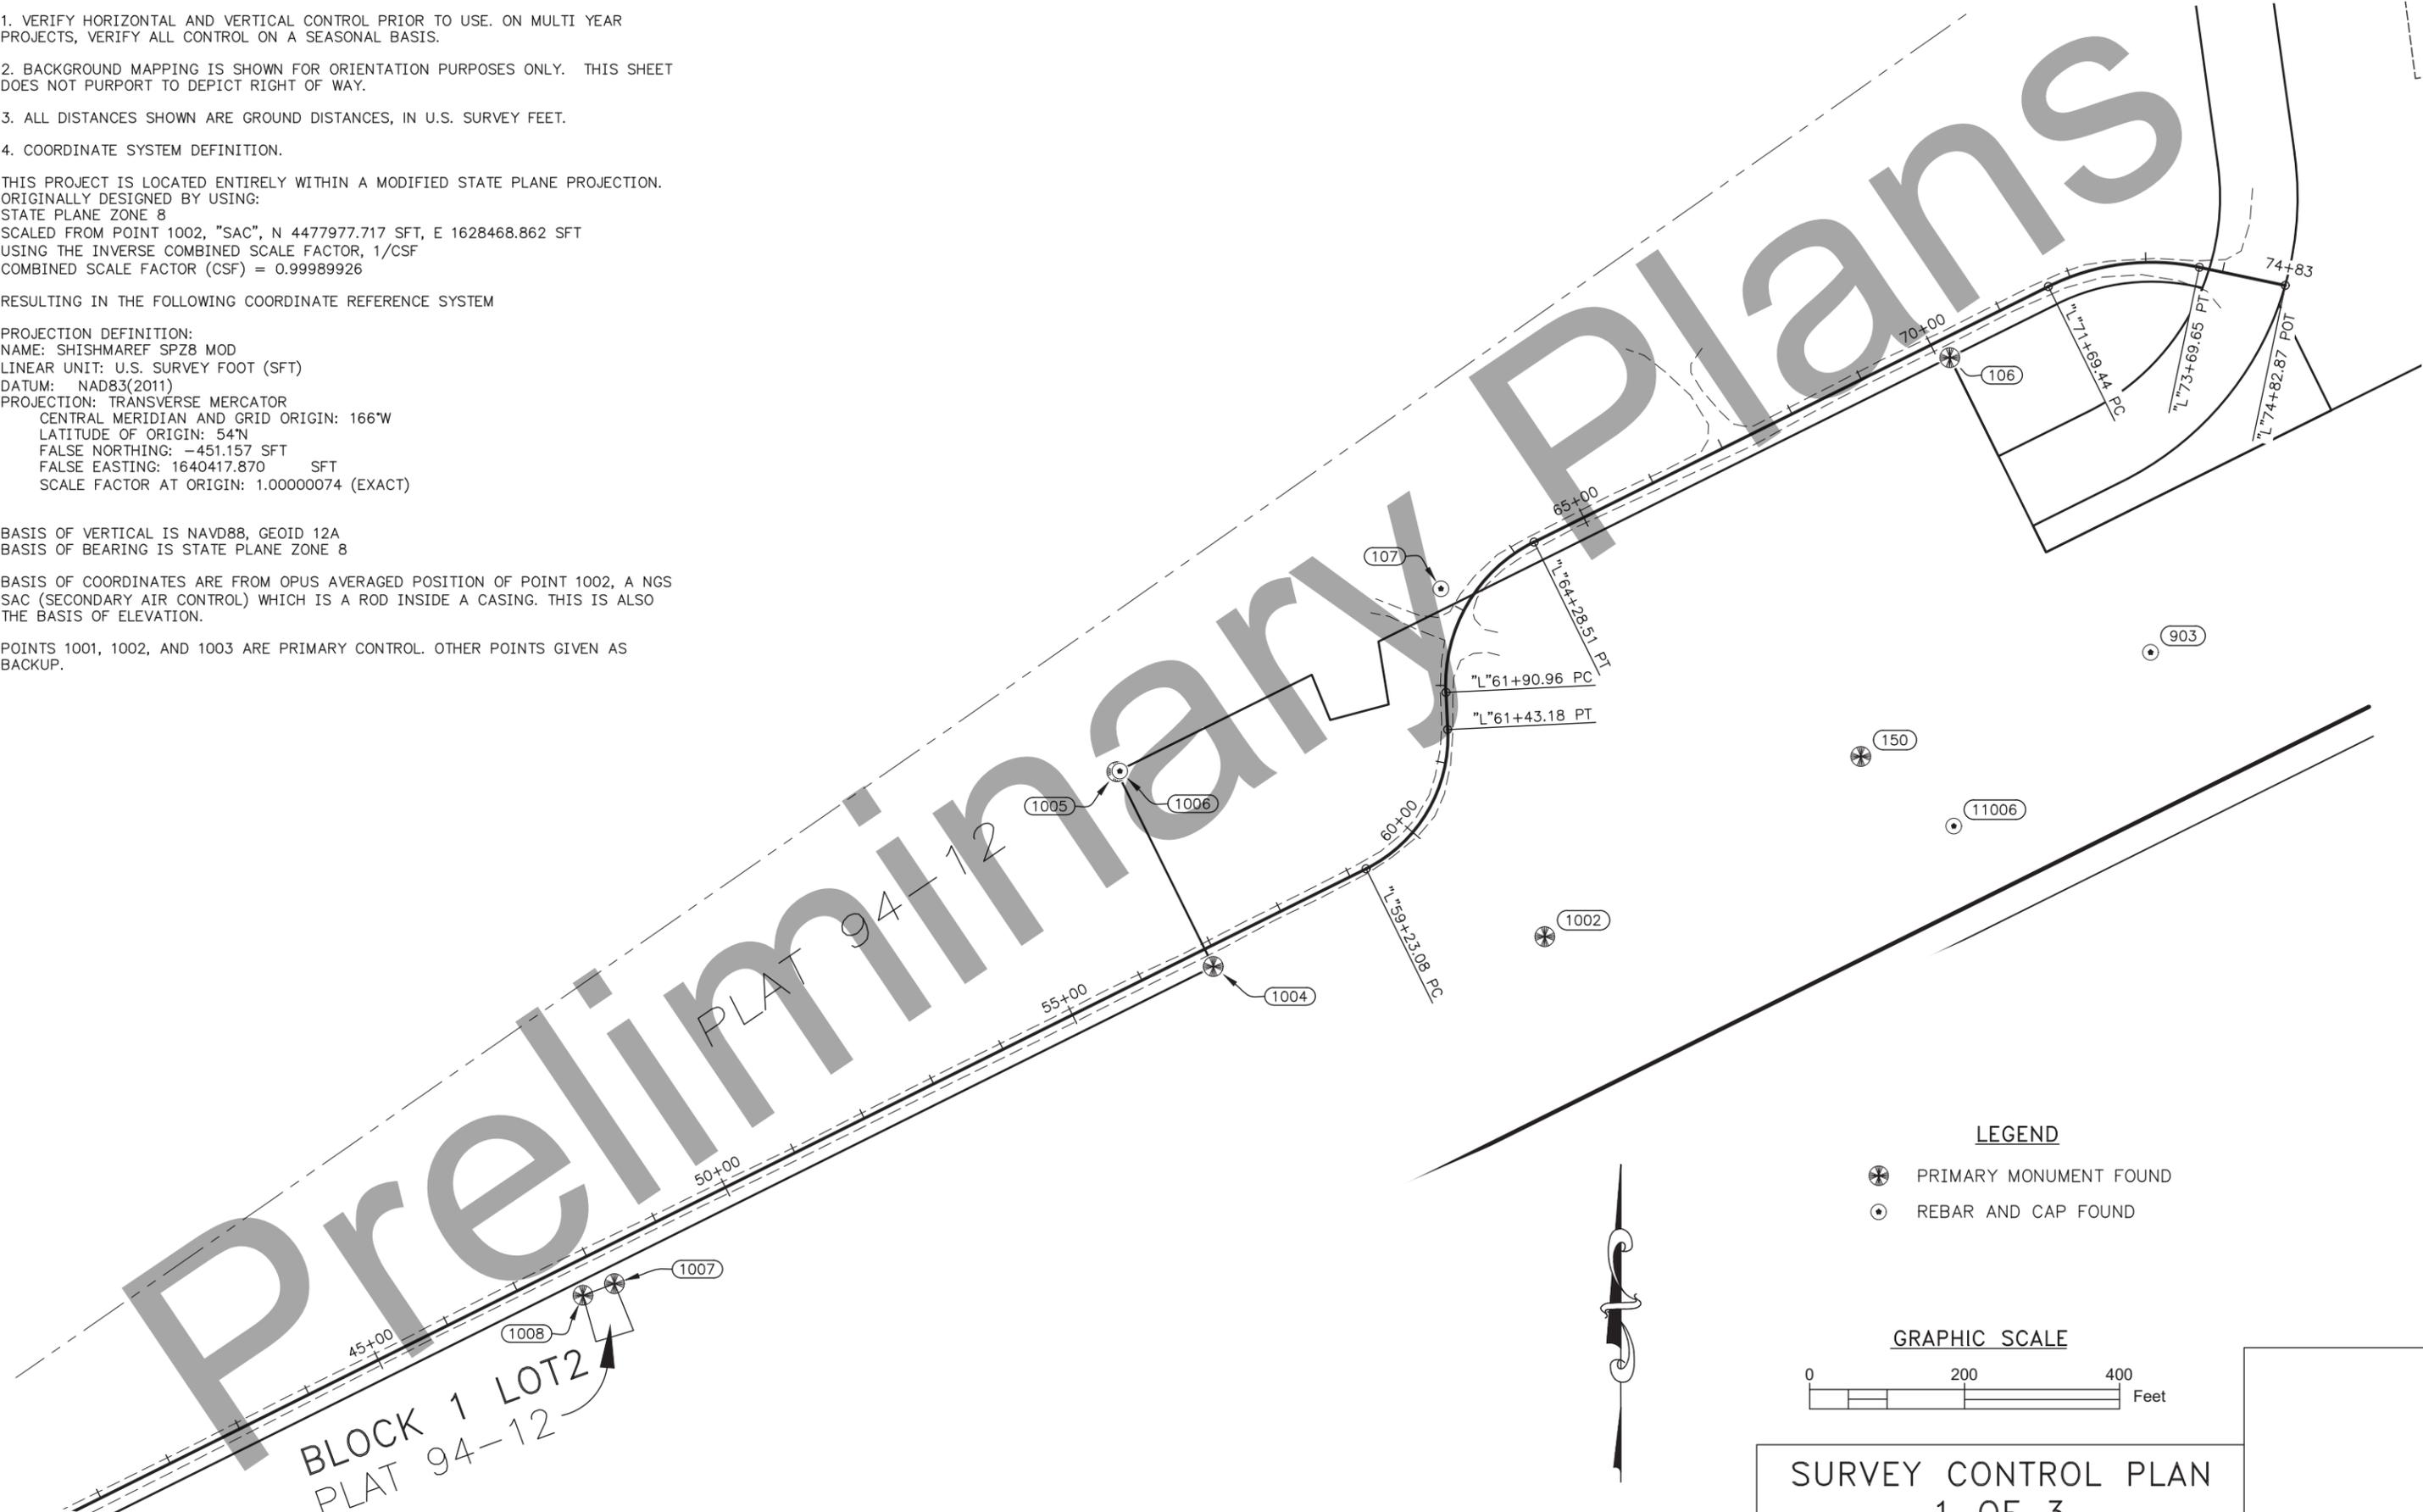 1. VERIFY HORIZONTAL AND VERTICAL CONTROL PRIOR TO USE. ON MULTI YEAR
PROJECTS, VERIFY ALL CONTROL ON A SEASONAL BASIS.
2. BACKGROUND MAPPING IS SHOWN FOR ORIENTATION PURPOSES ONLY. THIS SHEET
DOES NOT PURPORT TO DEPICT RIGHT OF WAY.
3. ALL DISTANCES SHOWN ARE GROUND DISTANCES, IN U.S. SURVEY FEET.
4. COORDINATE SYSTEM DEFINITION.
THIS PROJECT IS LOCATED ENTIRELY WITHIN A MODIFIED STATE PLANE PROJECTION.
ORIGINALLY DESIGNED BY USING:
STATE PLANE ZONE 8
SCALED FROM POINT 1002, "SAC", N 4477977.717 SFT, E 1628468.862 SFT
USING THE INVERSE COMBINED SCALE FACTOR, 1/CSF
COMBINED SCALE FACTOR (CSF) = 0.99989926
RESULTING IN THE FOLLOWING COORDINATE REFERENCE SYSTEM
PROJECTION DEFINITION:
NAME: SHISHMAREF SPZ8 MOD
LINEAR UNIT: U.S. SURVEY FOOT (SFT)
DATUM: NAD83(2011)
PROJECTION: TRANSVERSE MERCATOR
CENTRAL MERIDIAN AND GRID ORIGIN: 166°W
LATITUDE OF ORIGIN: 54°N
FALSE NORTHING: -451.157 SFT
FALSE EASTING: 1640417.870 SFT
SCALE FACTOR AT ORIGIN: 1.00000074 (EXACT)
BASIS OF VERTICAL IS NAVD88, GEOID 12A
BASIS OF BEARING IS STATE PLANE ZONE 8
BASIS OF COORDINATES ARE FROM OPUS AVERAGED POSITION OF POINT 1002, A NGS
SAC (SECONDARY AIR CONTROL) WHICH IS A ROD INSIDE A CASING. THIS IS ALSO
THE BASIS OF ELEVATION.
POINTS 1001, 1002, AND 1003 ARE PRIMARY CONTROL. OTHER POINTS GIVEN AS
BACKUP.
Preliminary Plans
74+83
70+00
106
"L"71+69.44 PC
"L"73+69.65 PT
"L"74+82.87 POT
65+00
107
"L"64+28.51 PT
903
"L"61+90.96 PC
"L"61+43.18 PT
150
1005
1006
11006
60+00
PLAT 94-12
1002
"L"59+23.08 PC
1004
55+00
50+00
1007
1008
45+00
BLOCK 1 LOT2
PLAT 94-12
LEGEND
PRIMARY MONUMENT FOUND
REBAR AND CAP FOUND
GRAPHIC SCALE
0 200 400
Feet
SURVEY CONTROL PLAN
1 OF 3